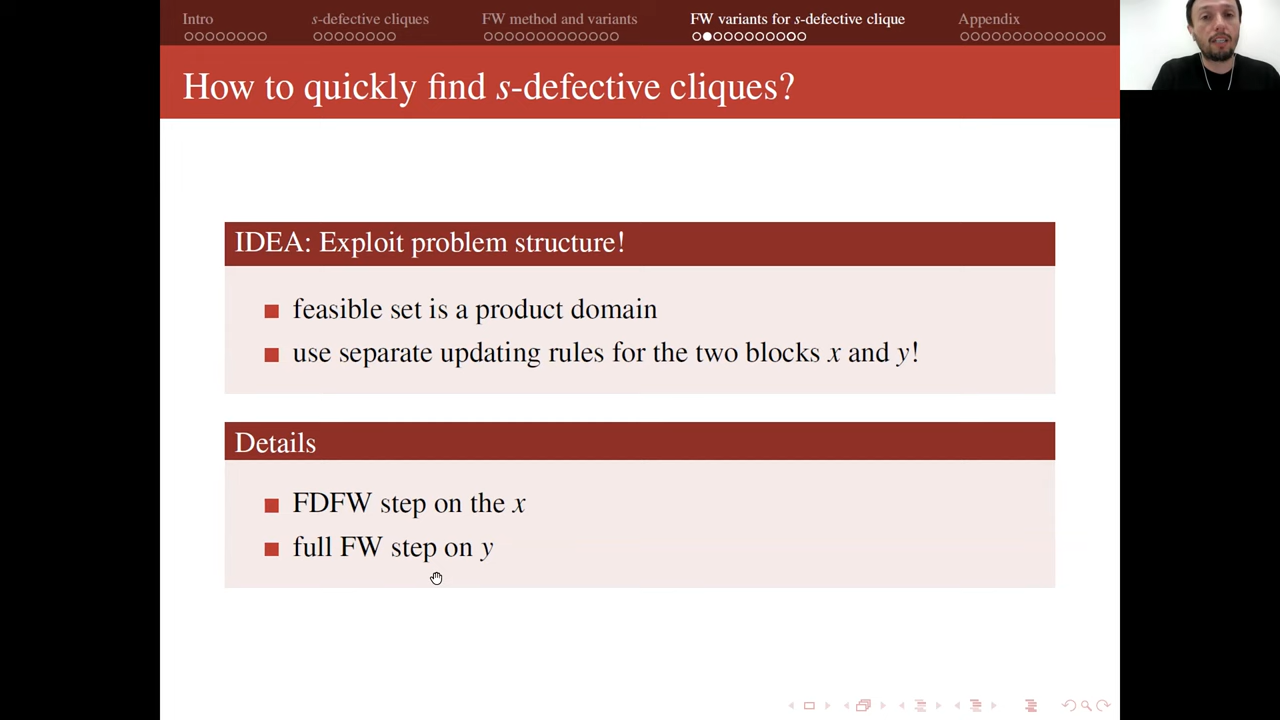 Intro
s-defective cliques
FW method and variants
FW variants for s-defective clique
Appendix
How to quickly find s-defective cliques?
IDEA: Exploit problem structure!
feasible set is a product domain
use separate updating rules for the two blocks x and y!
Details
FDFW step on the x
full FW step on y